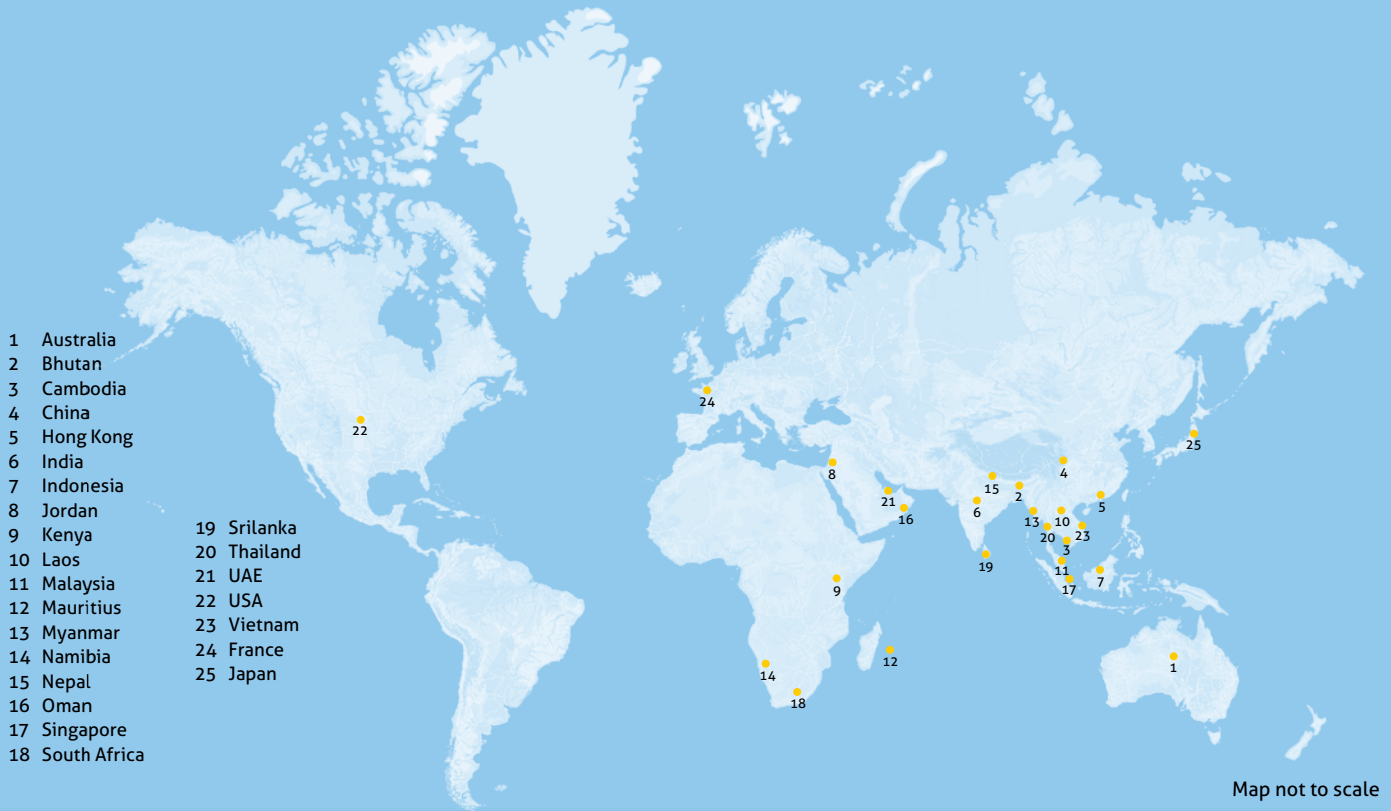 1 Australia
2 Bhutan
3 Cambodia
4 China
5 Hong Kong
6 India
7 Indonesia
8 Jordan
9 Kenya
10 Laos
11 Malaysia
12 Mauritius
13 Myanmar
14 Namibia
15 Nepal
16 Oman
17 Singapore
18 South Africa
19 Srilanka
20 Thailand
21 UAE
22 USA
23 Vietnam
24 France
25 Japan
24
22
25
8
4
15
2
21
6
5
16
13
10
20
23
3
19
11
7
17
9
12
1
14
18
Map not to scale